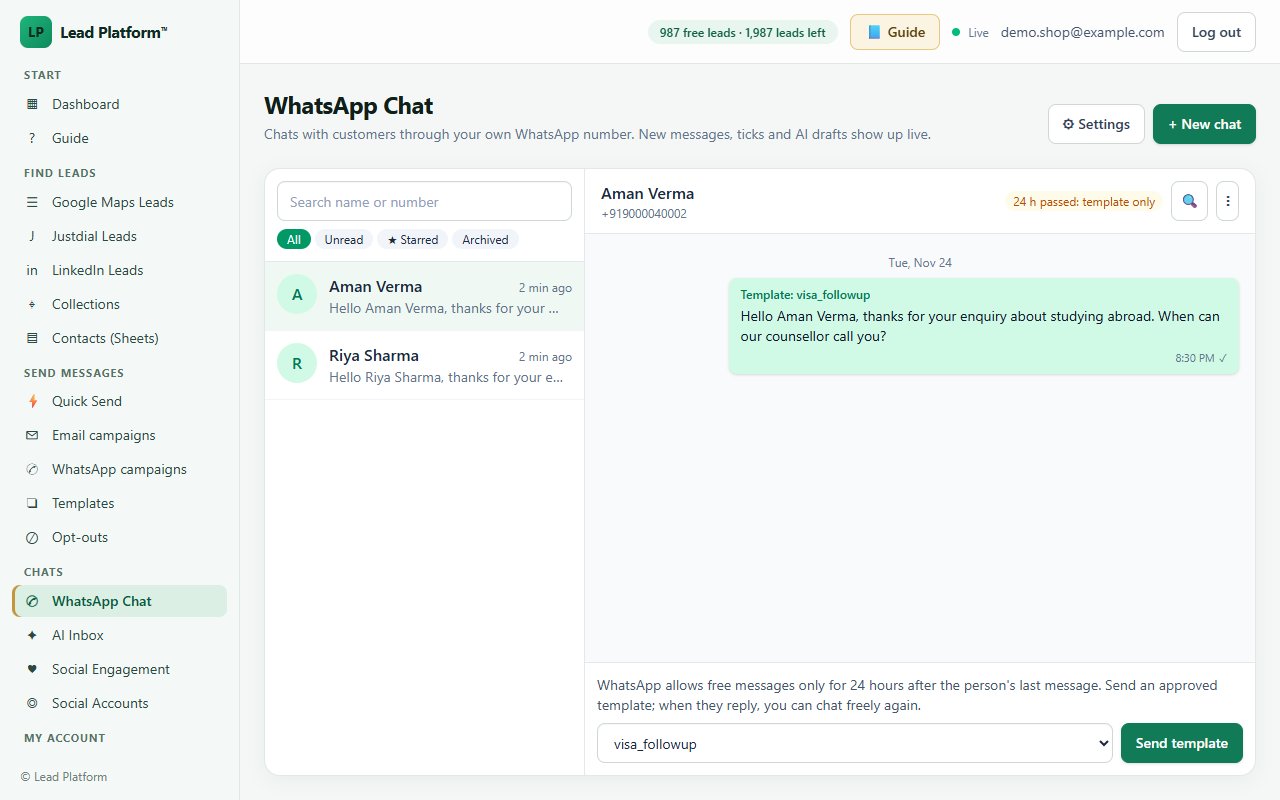 LP Lead Platform™
START
Dashboard
? Guide
FIND LEADS
Google Maps Leads
J Justdial Leads
in LinkedIn Leads
Collections
Contacts (Sheets)
SEND MESSAGES
Quick Send
Email campaigns
WhatsApp campaigns
Templates
Opt-outs
CHATS
WhatsApp Chat
AI Inbox
Social Engagement
Social Accounts
MY ACCOUNT
© Lead Platform
987 free leads · 1,987 leads left
Guide
Live
demo.shop@example.com
Log out
WhatsApp Chat
Chats with customers through your own WhatsApp number. New messages, ticks and AI drafts show up live.
⚙ Settings
+ New chat
Search name or number
All
Unread
★ Starred
Archived
A
Aman Verma
2 min ago
Hello Aman Verma, thanks for your ...
R
Riya Sharma
2 min ago
Hello Riya Sharma, thanks for your e...
Aman Verma
+919000040002
24 h passed: template only
Tue, Nov 24
Template: visa_followup
Hello Aman Verma, thanks for your enquiry about studying abroad. When can
our counsellor call you?
8:30 PM ✓
WhatsApp allows free messages only for 24 hours after the person's last message. Send an approved
template; when they reply, you can chat freely again.
visa_followup
Send template